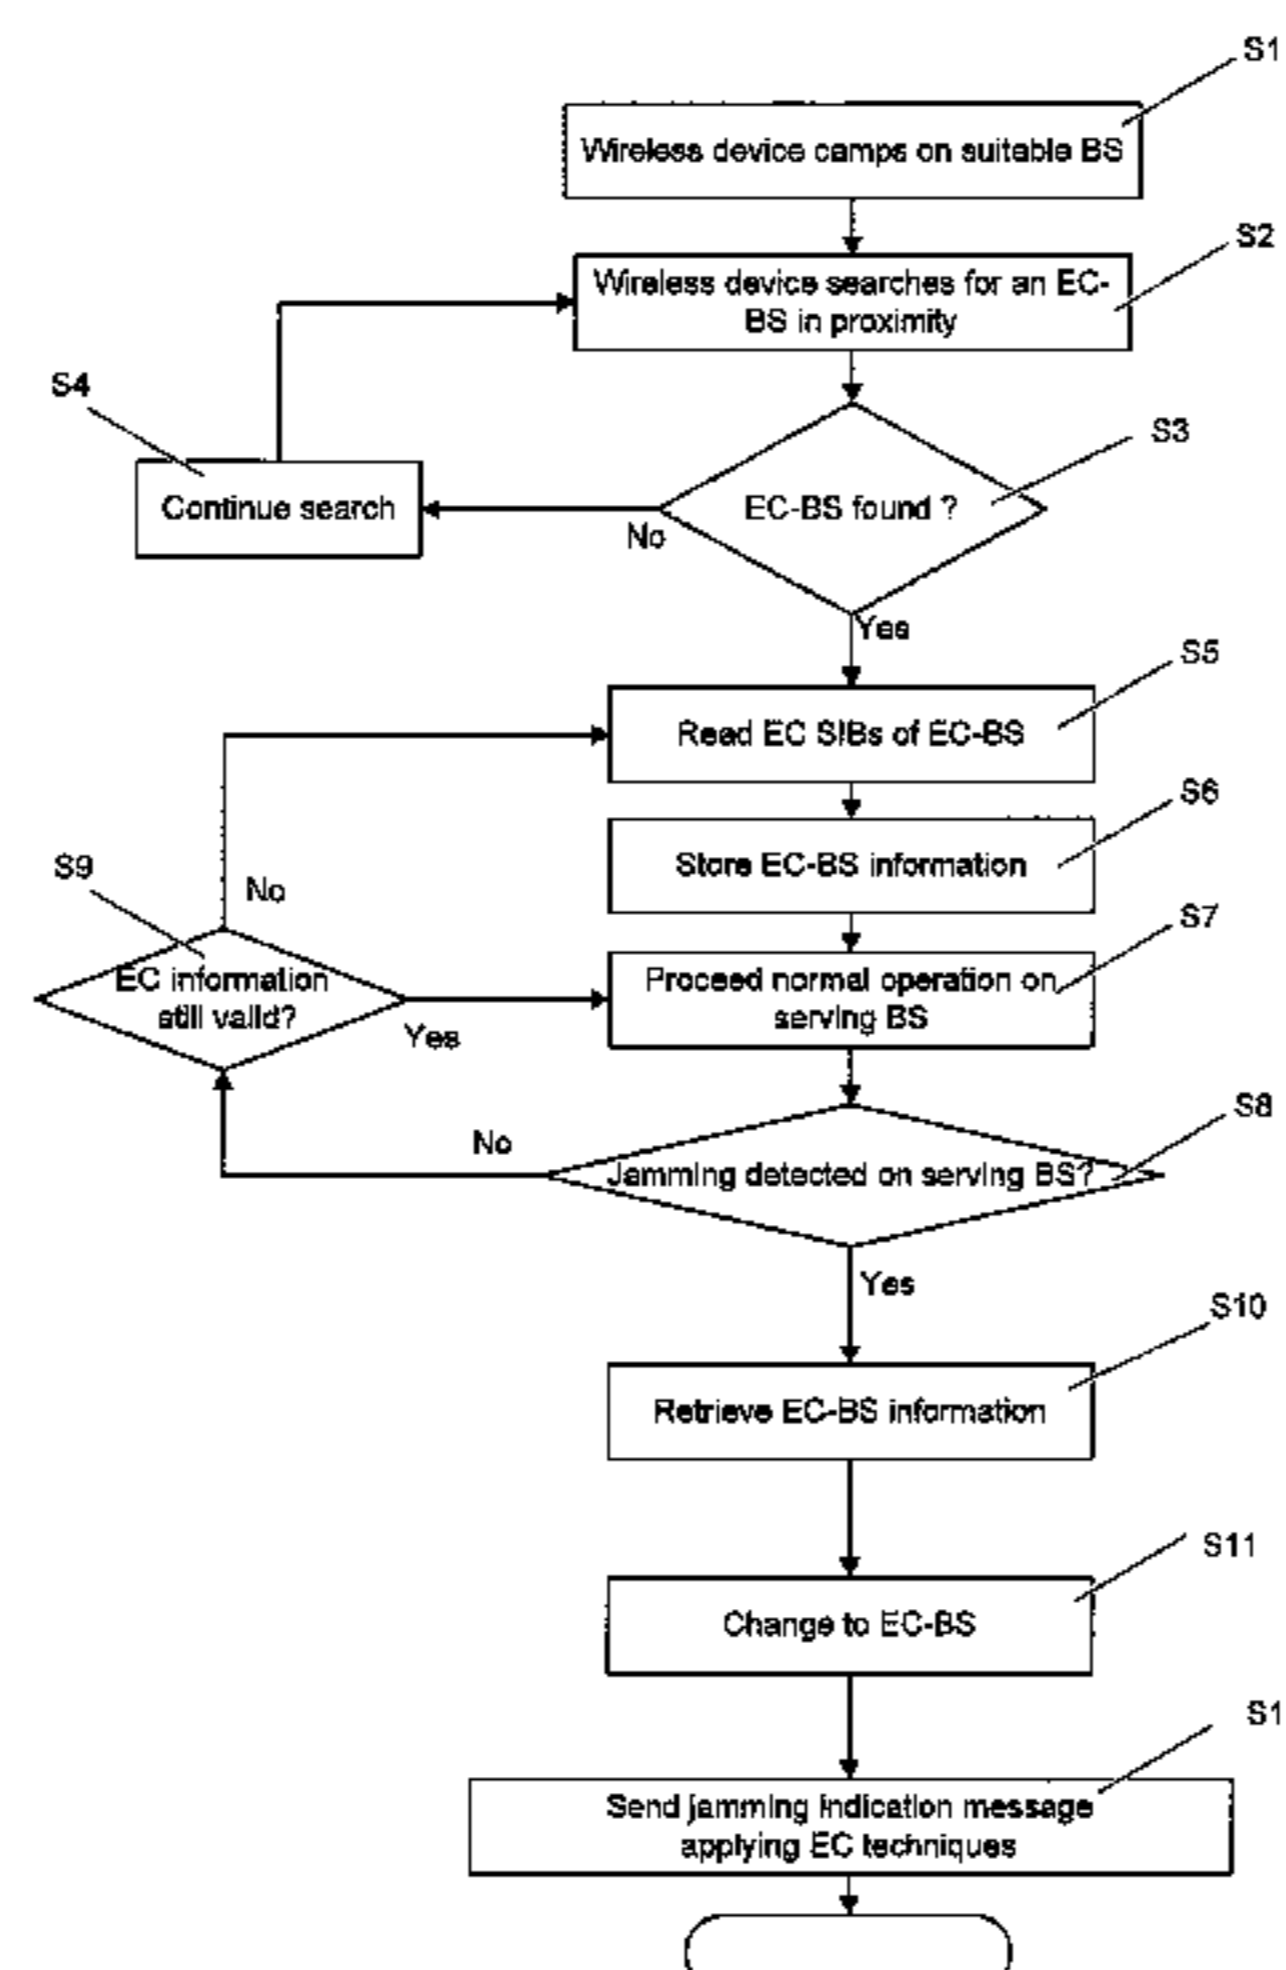 S1
Wireless device camps on suitable BS
S2
Wireless device searches for an EC-
BS in proximity
S4
S3
Continue search
EC-BS found ?
No
Yes
S5
Read EC SIBs of EC-BS
S6
Store EC-BS information
S9
No
S7
EC information
still valid?
Yes
Proceed normal operation on
serving BS
S8
No
Jamming detected on serving BS?
Yes
S10
Retrieve EC-BS information
S11
Change to EC-BS
S1
Send jamming indication message
applying EC techniques